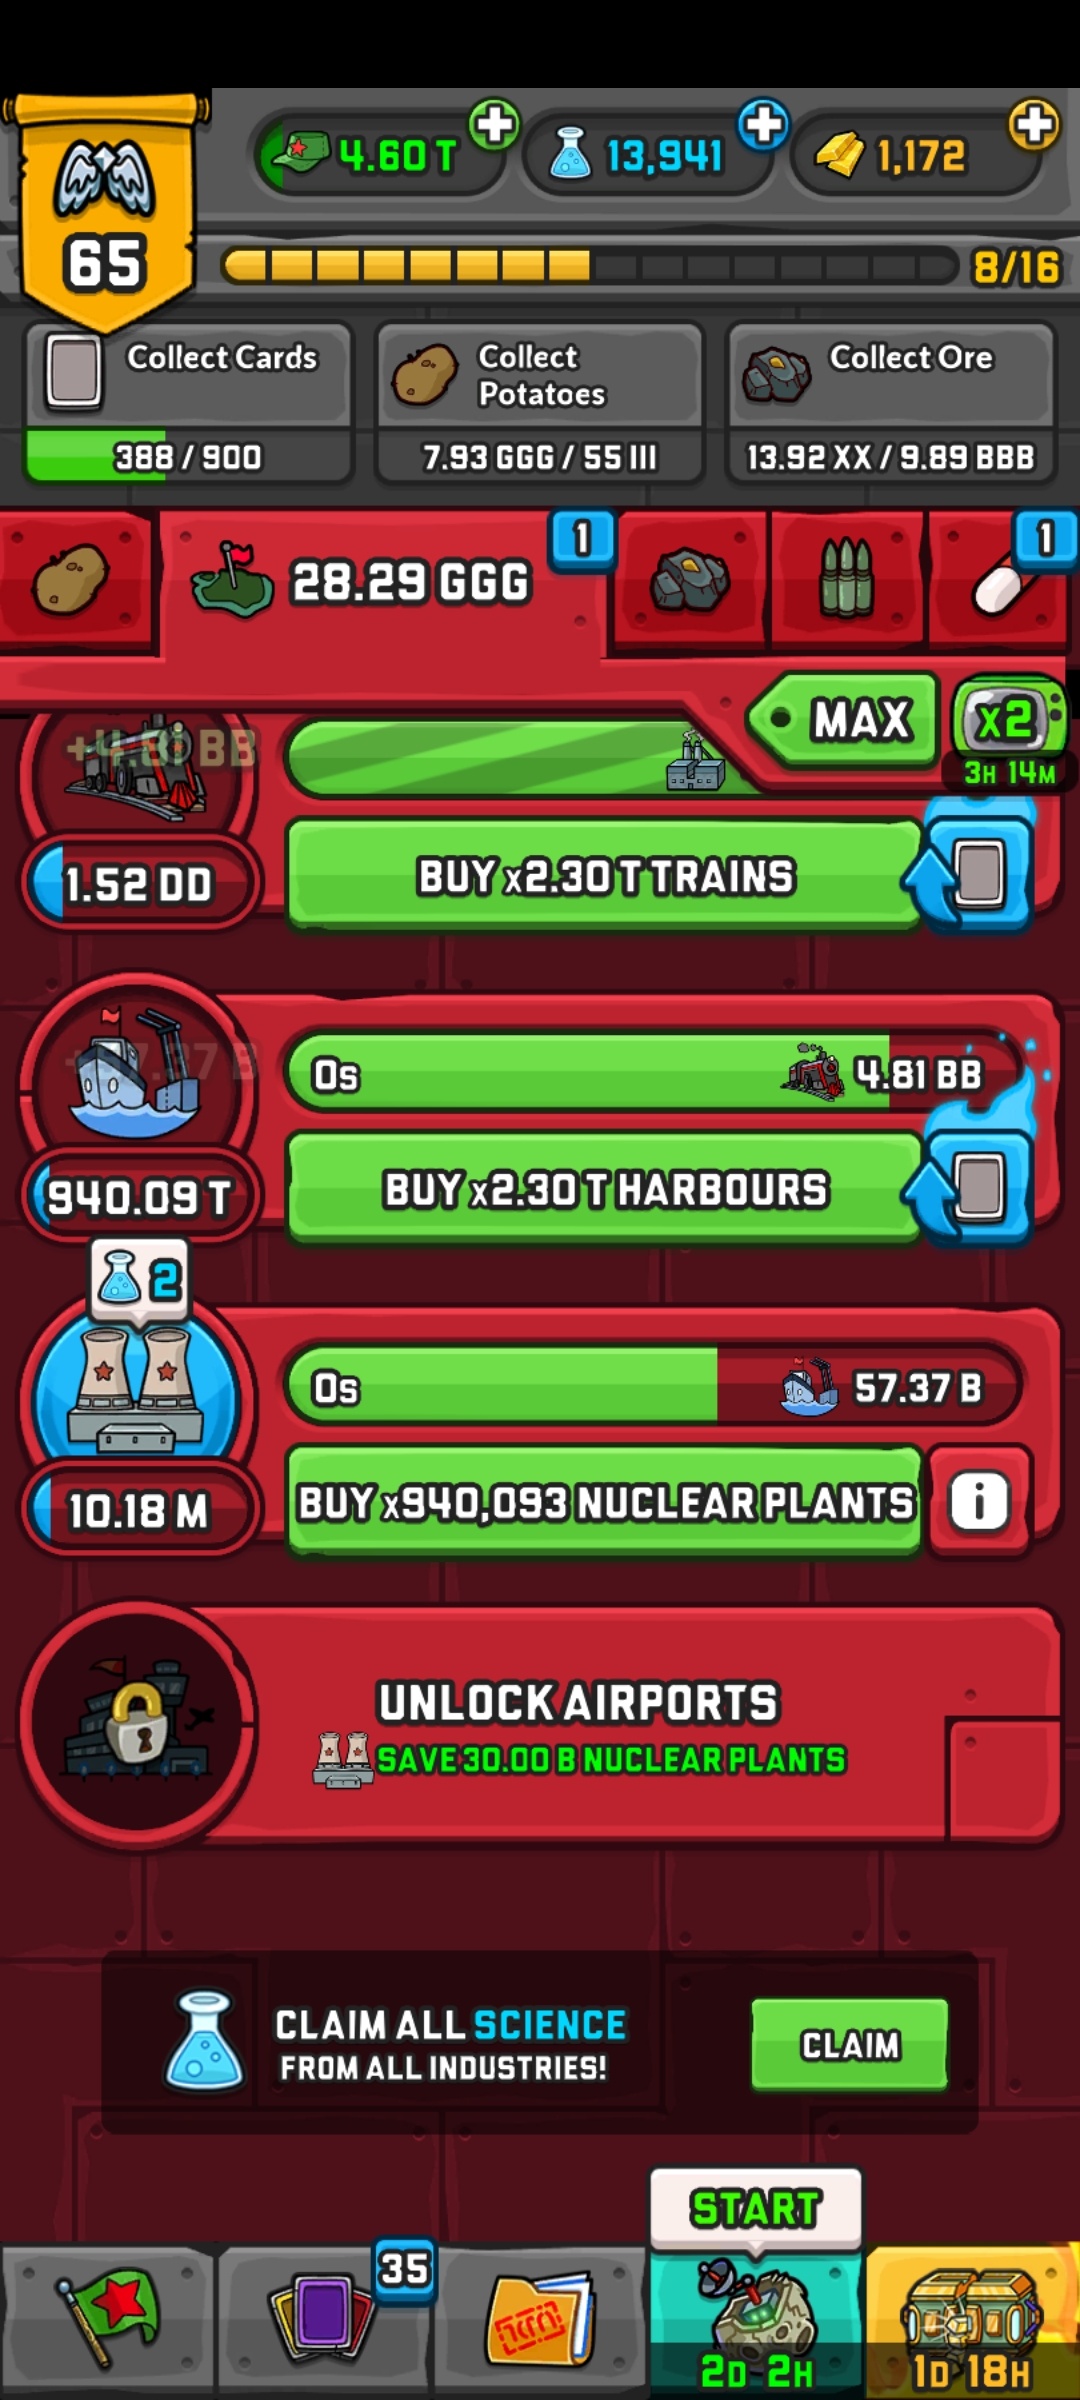 4.60 T
13,941
1,172
65
8/16
Collect Cards
388 / 900
Collect
Potatoes
7.93 GGG / 55 III
Collect Ore
13.92 XX / 9.89 BBB
28.29 GGG
1
1
MAX
x2
3H 14M
1.52 DD
BUY x2.30 T TRAINS
0s
4.81 BB
940.09 T
BUY x2.30 T HARBOURS
2
0s
57.37 B
10.18 M
BUY x940,093 NUCLEAR PLANTS
i
UNLOCK AIRPORTS
SAVE 30.00 B NUCLEAR PLANTS
CLAIM ALL SCIENCE
FROM ALL INDUSTRIES!
CLAIM
START
35
2D 2H
1D 18H